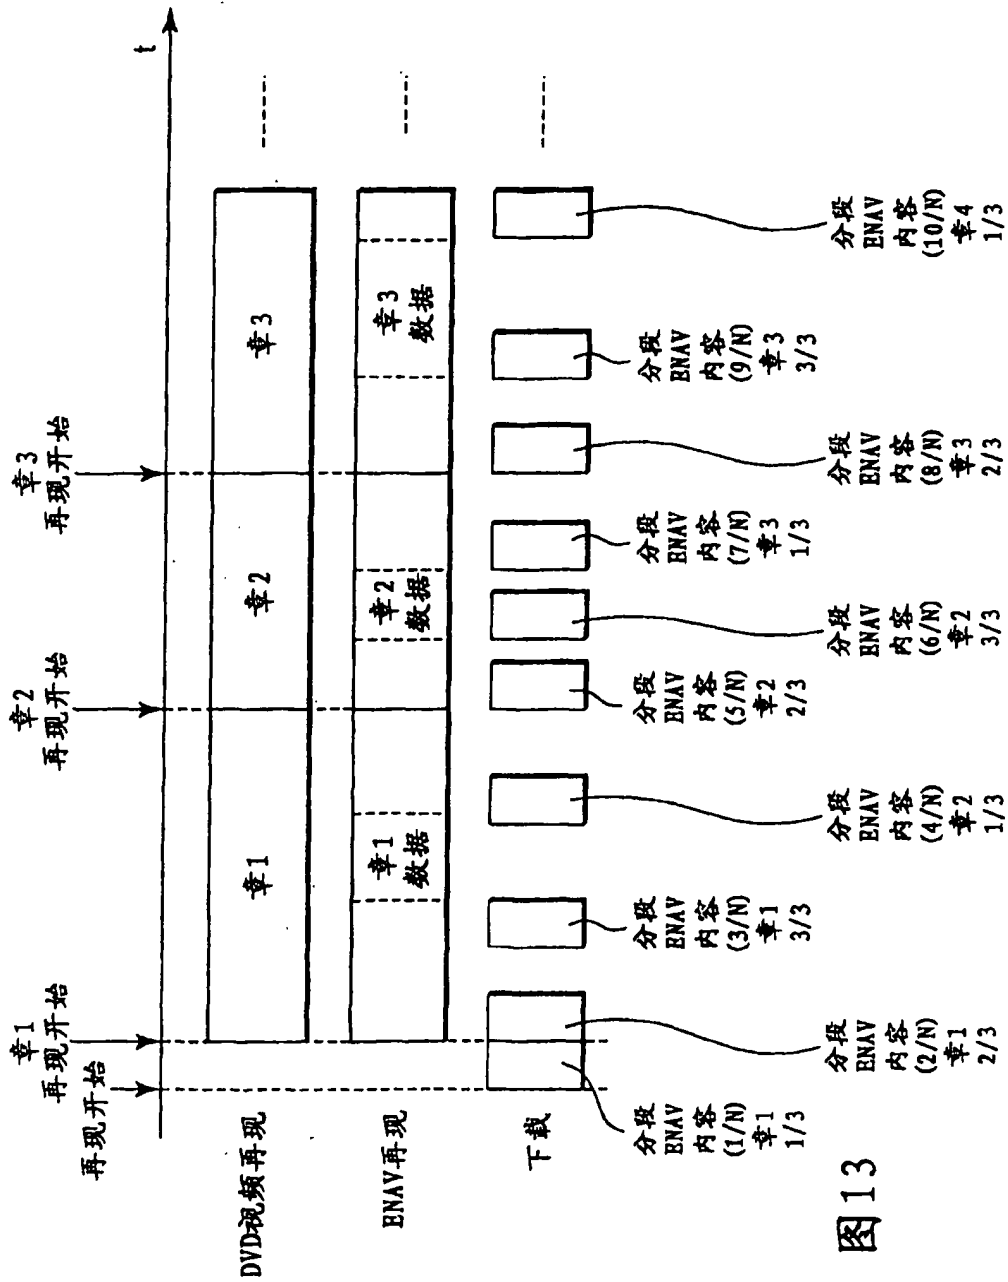 再现开始
章1
再现开始
章2
再现开始
章3
再现开始
t
DVD视频再现
章1
章2
章3
ENAV再现
章1
数据
章2
数据
章3
数据
下载
分段
ENAV
内容
(1/N)
章1
1/3
分段
ENAV
内容
(2/N)
章1
2/3
分段
ENAV
内容
(3/N)
章1
3/3
分段
ENAV
内容
(4/N)
章2
1/3
分段
ENAV
内容
(5/N)
章2
2/3
分段
ENAV
内容
(6/N)
章2
3/3
分段
ENAV
内容
(7/N)
章3
1/3
分段
ENAV
内容
(8/N)
章3
2/3
分段
ENAV
内容
(9/N)
章3
3/3
分段
ENAV
内容
(10/N)
章4
1/3
图13